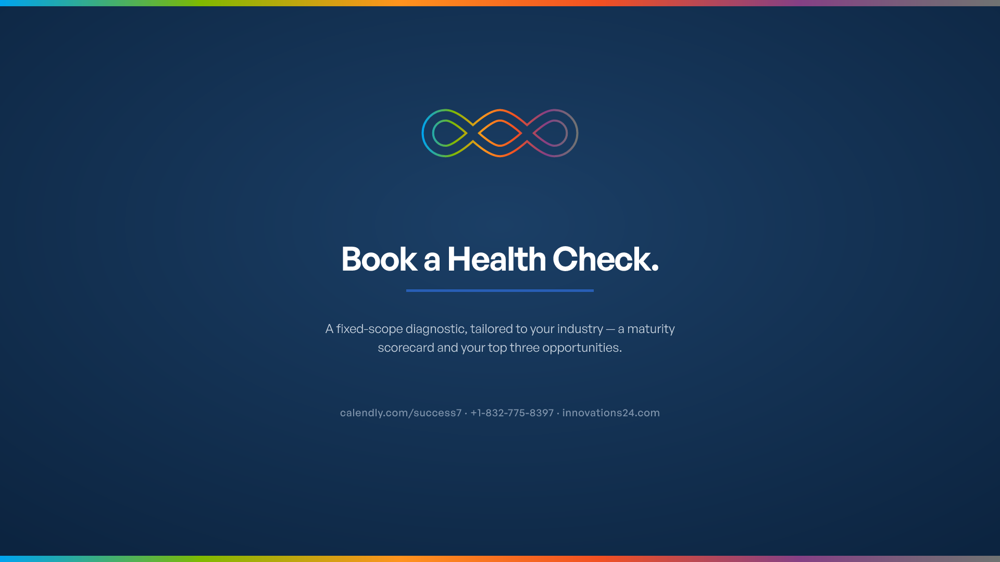 Book a Health Check.
A fixed-scope diagnostic, tailored to your industry — a maturity
scorecard and your top three opportunities.
calendly.com/success7 · +1-832-775-8397 · innovations24.com